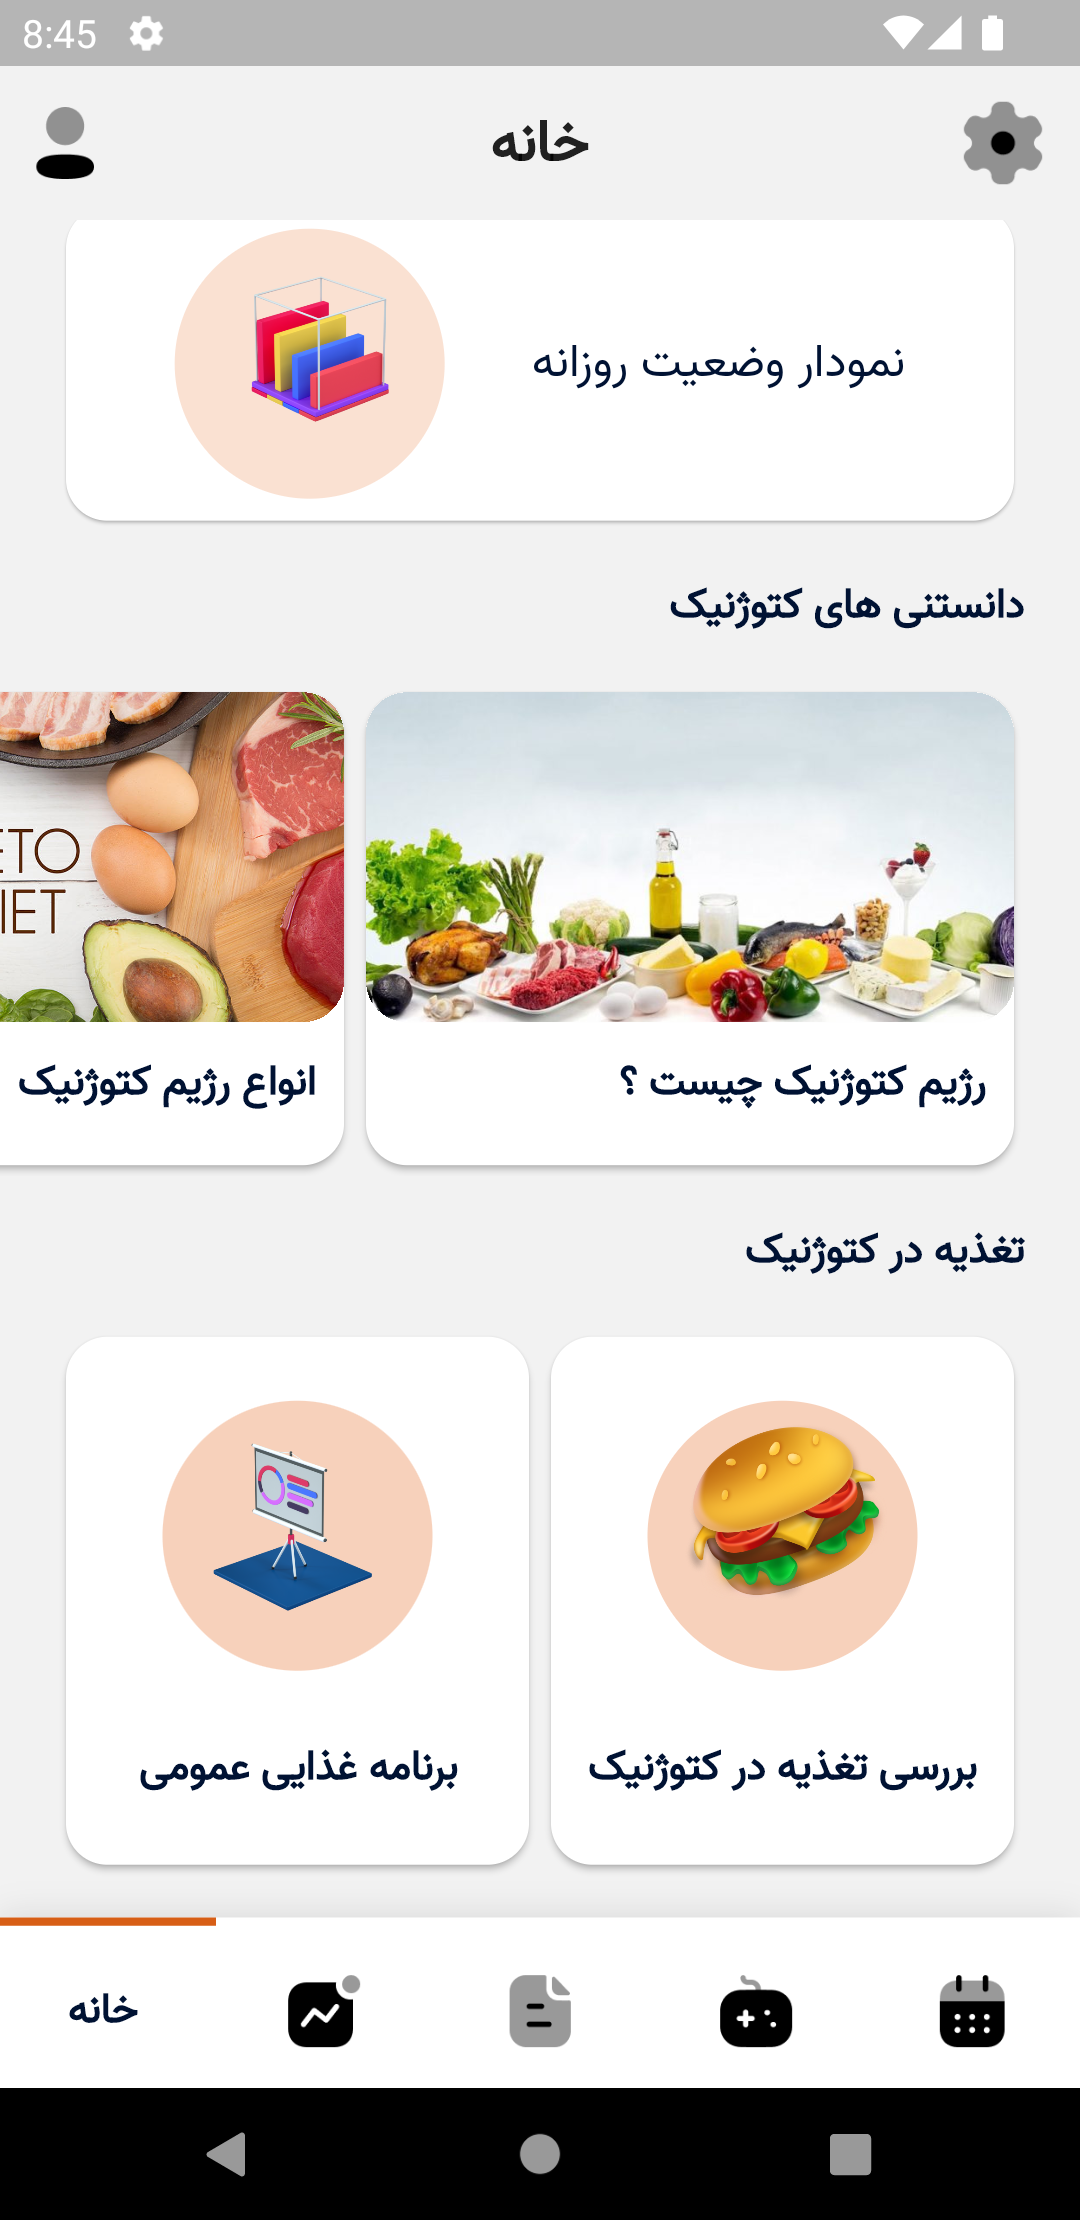 8:45
خانه
نمودار وضعیت روزانه
دانستنی های کتوژنیک
ETO
IET
رژیم کتوژنیک چیست ؟
انواع رژیم کتوژنیک
تغذیه در کتوژنیک
بررسی تغذیه در کتوژنیک
برنامه غذایی عمومی
خانه